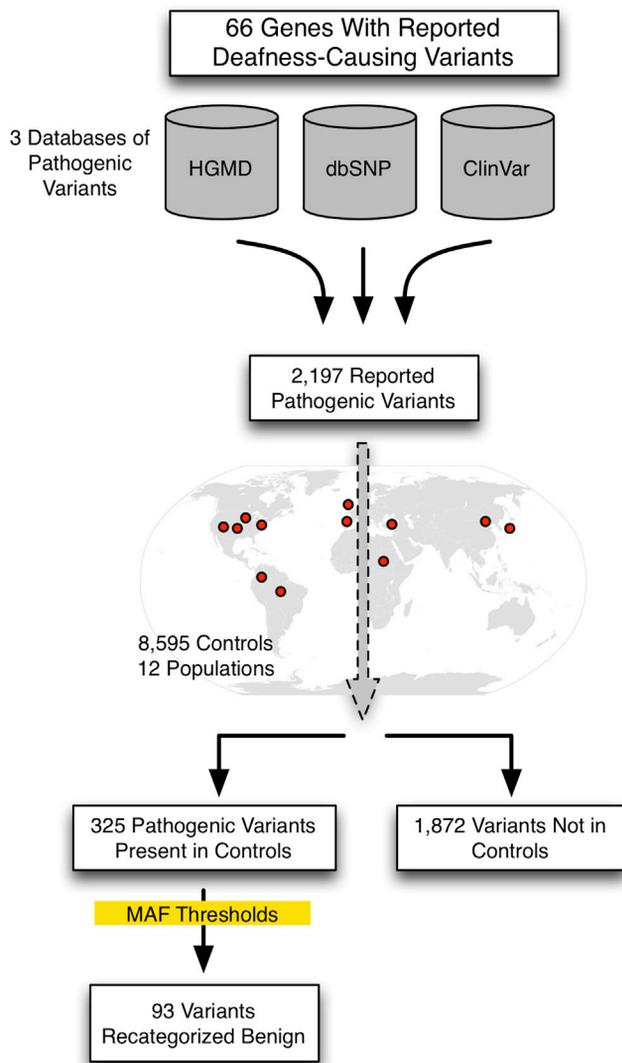 66 Genes With Reported
Deafness-Causing Variants
3 Databases of
Pathogenic
Variants
HGMD
dbSNP
ClinVar
2,197 Reported
Pathogenic Variants
8,595 Controls
12 Populations
325 Pathogenic Variants
Present in Controls
1,872 Variants Not in
Controls
MAF Thresholds
93 Variants
Recategorized Benign